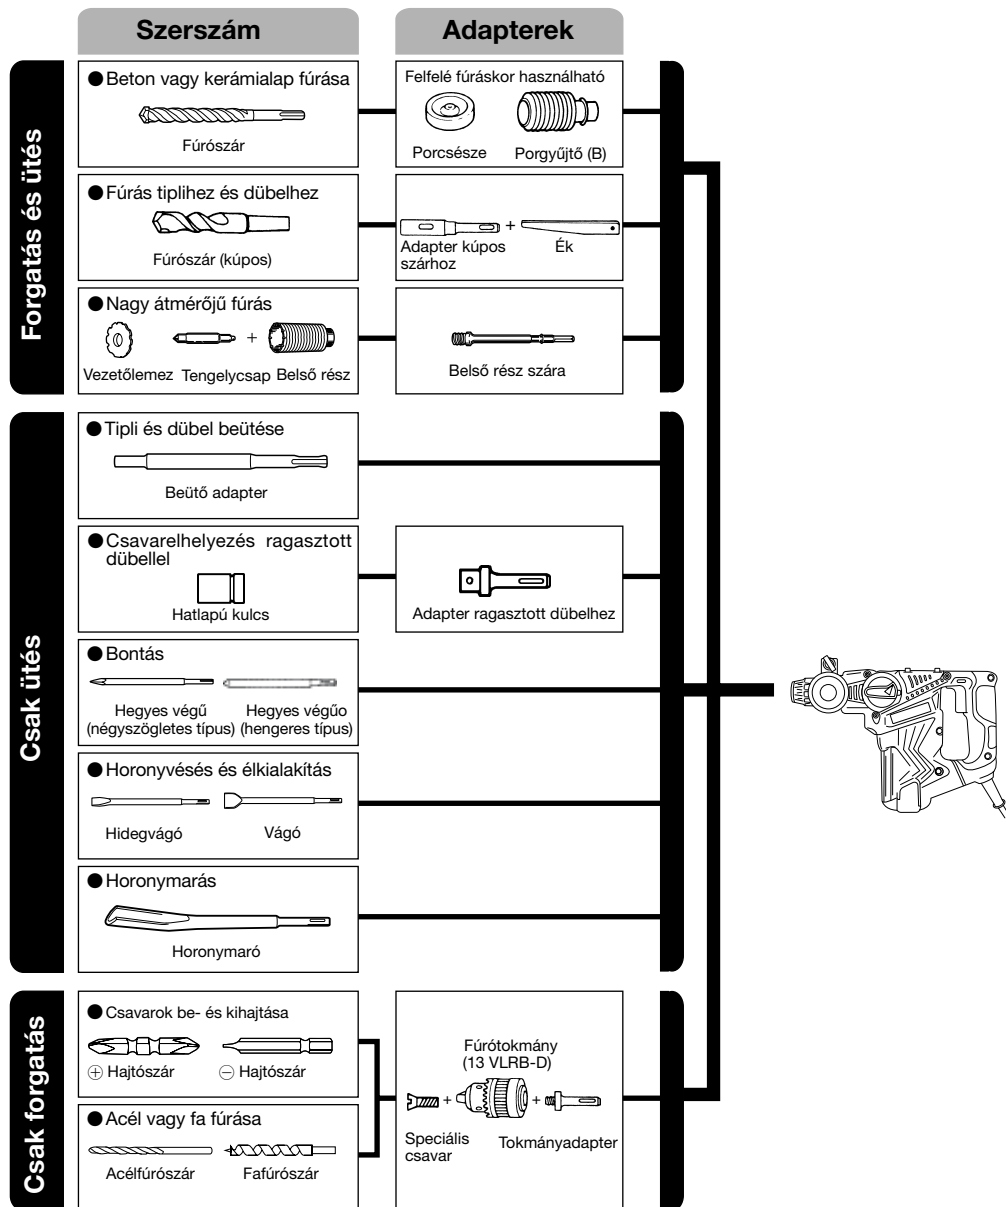 Szerszám
Adapterek
Forgatás és ütés
● Beton vagy kerámialap fúrása
Fúrószár
Felfelé fúráskor használható
Porcsésze
Porgyűjtő (B)
● Fúrás tiplihez és dübelhez
Fúrószár (kúpos)
+
Adapter kúpos
szárhoz
Ék
● Nagy átmérőjű fúrás
+
Vezetőlemez Tengelycsap Belső rész
Belső rész szára
Csak ütés
● Tipli és dübel beütése
Beütő adapter
● Csavarelhelyezés ragasztott
dübellel
Hatlapú kulcs
Adapter ragasztott dübelhez
● Bontás
Hegyes végű
(négyszögletes típus)
Hegyes végűo
(hengeres típus)
● Horonyvésés és élkialakítás
Hidegvágó
Vágó
● Horonymarás
Horonymaró
Csak forgatás
● Csavarok be- és kihajtása
⊕ Hajtószár
⊖ Hajtószár
● Acél vagy fa fúrása
Acélfúrószár
Fafúrószár
Fúrótokmány
(13 VLRB-D)
+ +
Speciális
csavar
Tokmányadapter